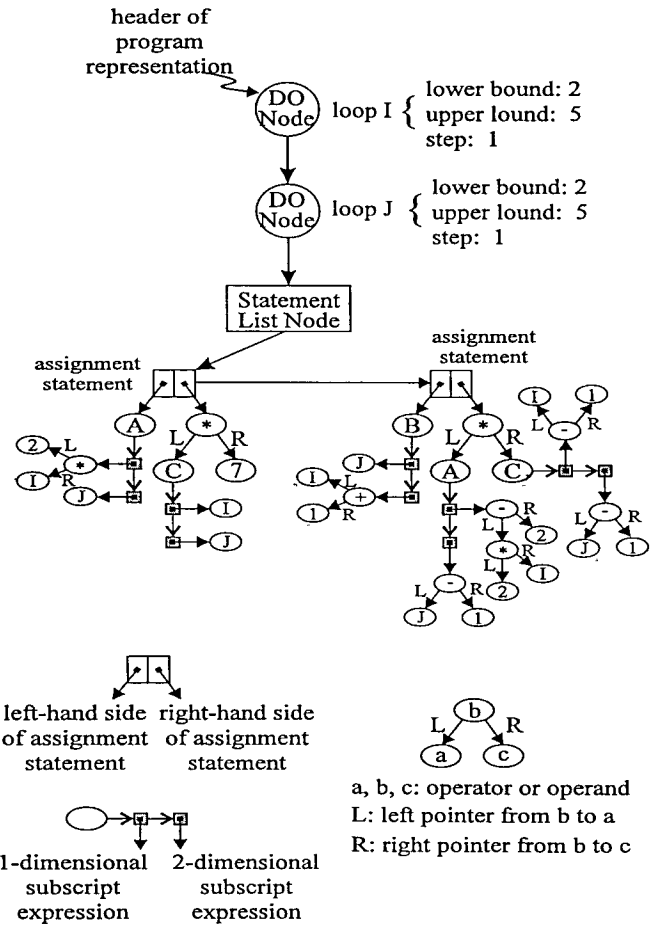 header of
program
representation
DO
Node
loop I { lower bound: 2
upper lound: 5
step: 1
DO
Node
loop J { lower bound: 2
upper lound: 5
step: 1
Statement
List Node
assignment
statement
assignment
statement
A
*
L
R
C
7
2
L
*
I
R
J
I
J
B
*
L
R
A
C
J
I
L
+
1
R
I
1
L
-
R
-
R
L
2
*
R
L
I
2
-
L
R
J
1
-
L
R
J
1
left-hand side
of assignment
statement
right-hand side
of assignment
statement
1-dimensional
subscript
expression
2-dimensional
subscript
expression
b
L
R
a
c
a, b, c: operator or operand
L: left pointer from b to a
R: right pointer from b to c